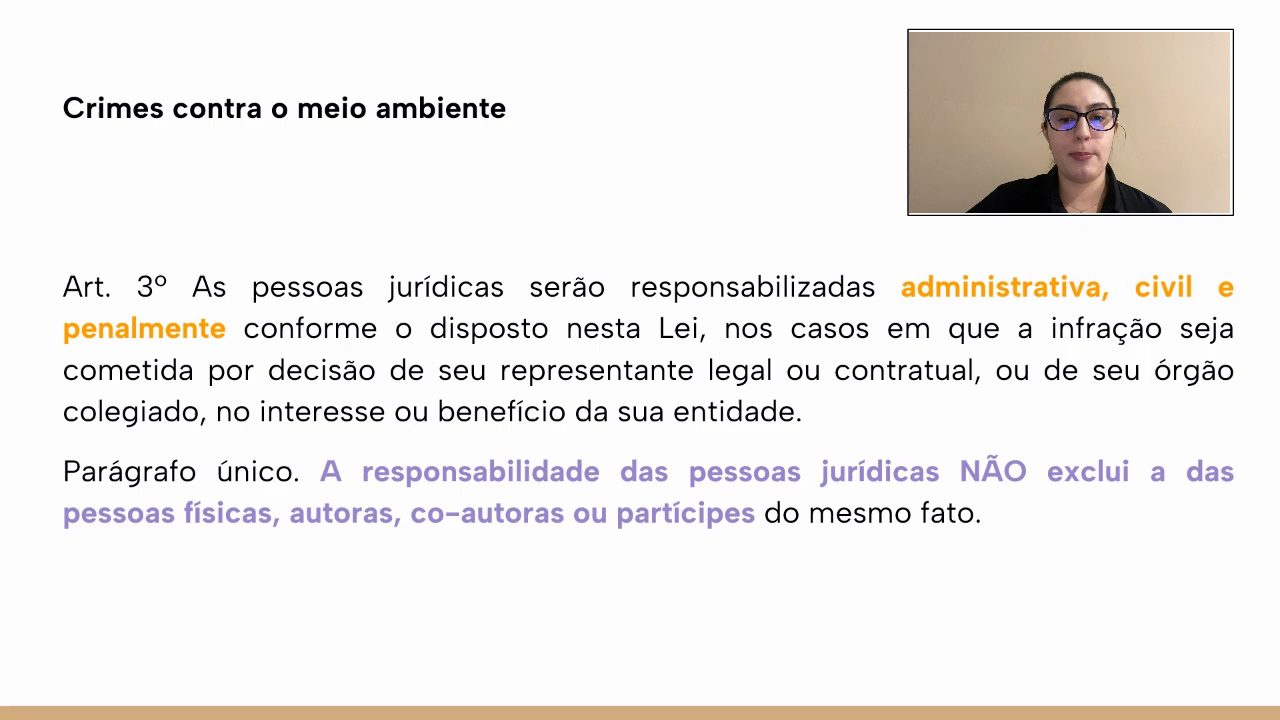 Crimes contra o meio ambiente
Art. 3º As pessoas jurídicas serão responsabilizadas administrativa, civil e
penalmente conforme o disposto nesta Lei, nos casos em que a infração seja
cometida por decisão de seu representante legal ou contratual, ou de seu órgão
colegiado, no interesse ou benefício da sua entidade.
Parágrafo único. A responsabilidade das pessoas jurídicas NÃO exclui a das
pessoas físicas, autoras, co-autoras ou partícipes do mesmo fato.